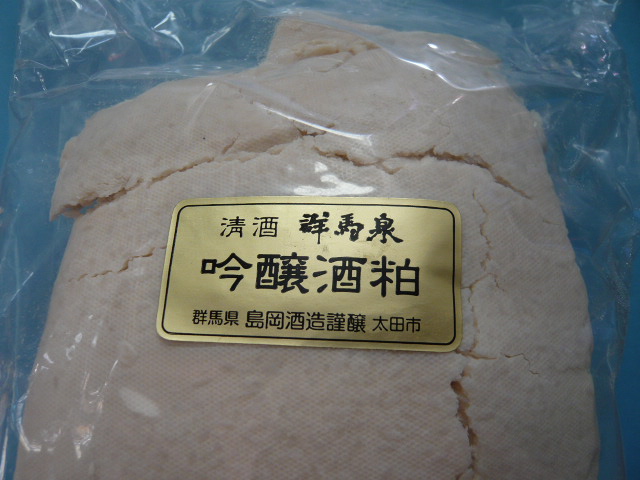 清酒 群馬泉
吟醸酒粕
群馬県 島岡酒造謹醸 太田市